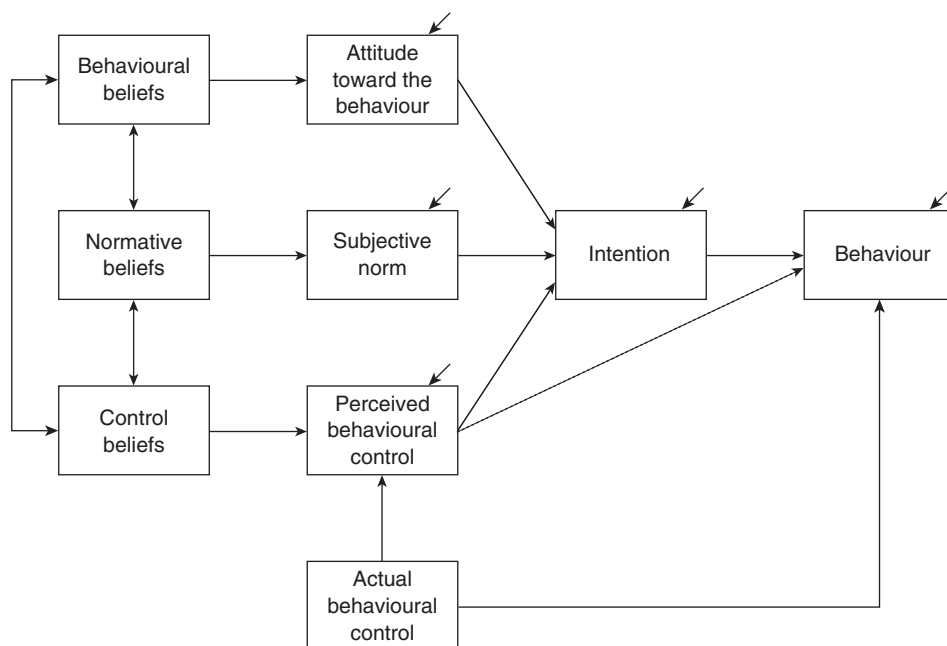 Behavioural
beliefs
Attitude
toward the
behaviour
Normative
beliefs
Subjective
norm
Intention
Behaviour
Control
beliefs
Perceived
behavioural
control
Actual
behavioural
control